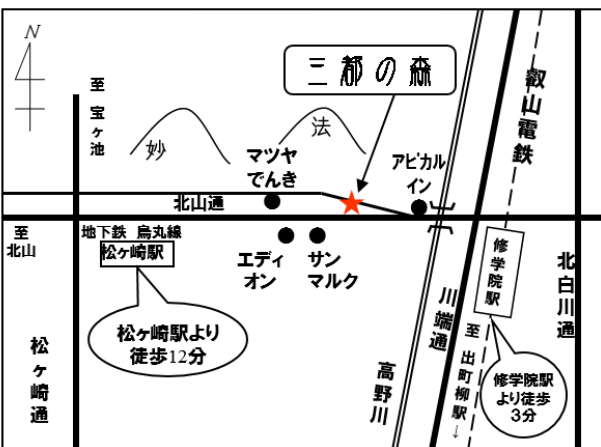 N
三都の森
至
宝ヶ池
妙
法
マツヤ
でんき
アピカル
イン
叡山電鉄
北山通
至
北山
地下鉄 烏丸線
松ヶ崎駅
エディ
オン
サン
マルク
松ヶ崎駅より
徒歩12分
松ヶ崎通
高野川
川端通
至 出町柳駅→
修学院駅
修学院駅
より徒歩
3分
北白川通